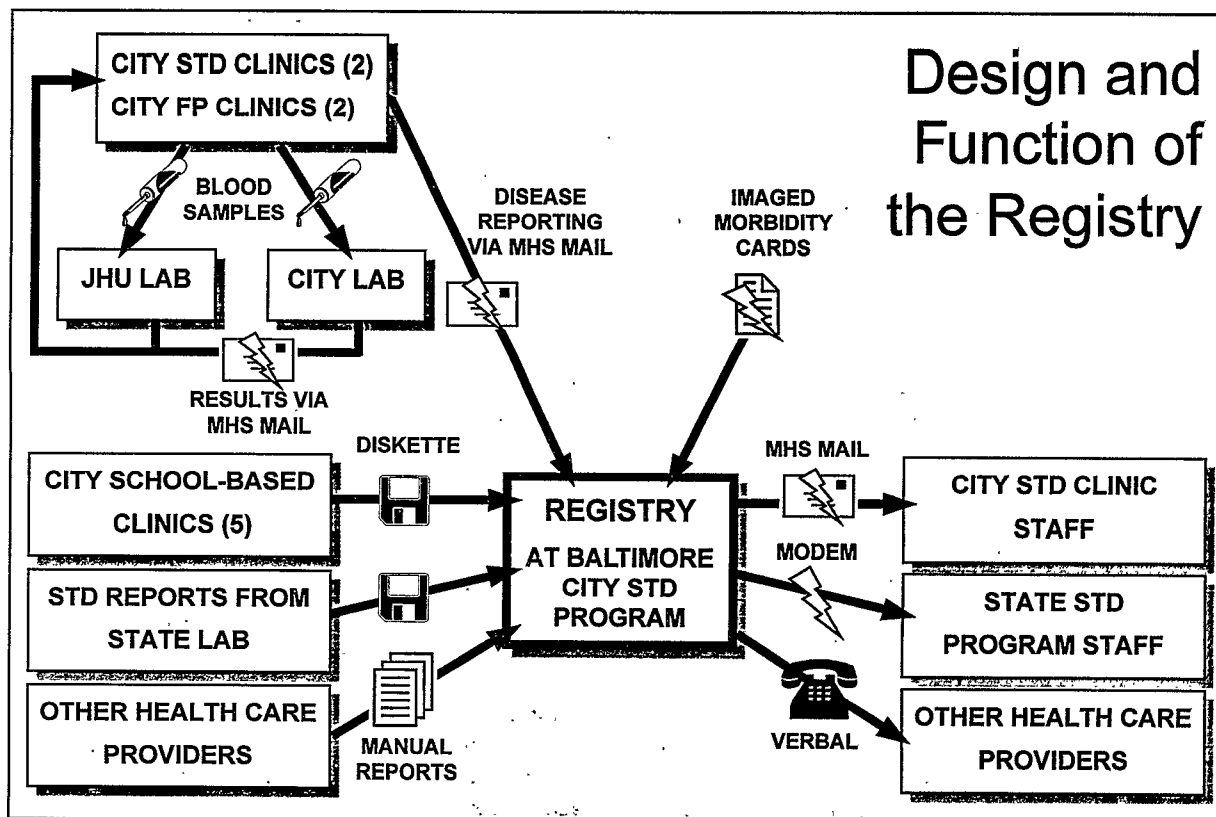 Design and
Function of
the Registry
CITY STD CLINICS (2)
CITY FP CLINICS (2)
BLOOD
SAMPLES
JHU LAB
CITY LAB
RESULTS VIA
MHS MAIL
DISEASE
REPORTING
VIA MHS MAIL
IMAGED
MORBIDITY
CARDS
CITY SCHOOL-BASED
CLINICS (5)
DISKETTE
STD REPORTS FROM
STATE LAB
OTHER HEALTH CARE
PROVIDERS
MANUAL
REPORTS
REGISTRY
AT BALTIMORE
CITY STD
PROGRAM
MHS MAIL
CITY STD CLINIC
STAFF
MODEM
STATE STD
PROGRAM STAFF
VERBAL
OTHER HEALTH CARE
PROVIDERS